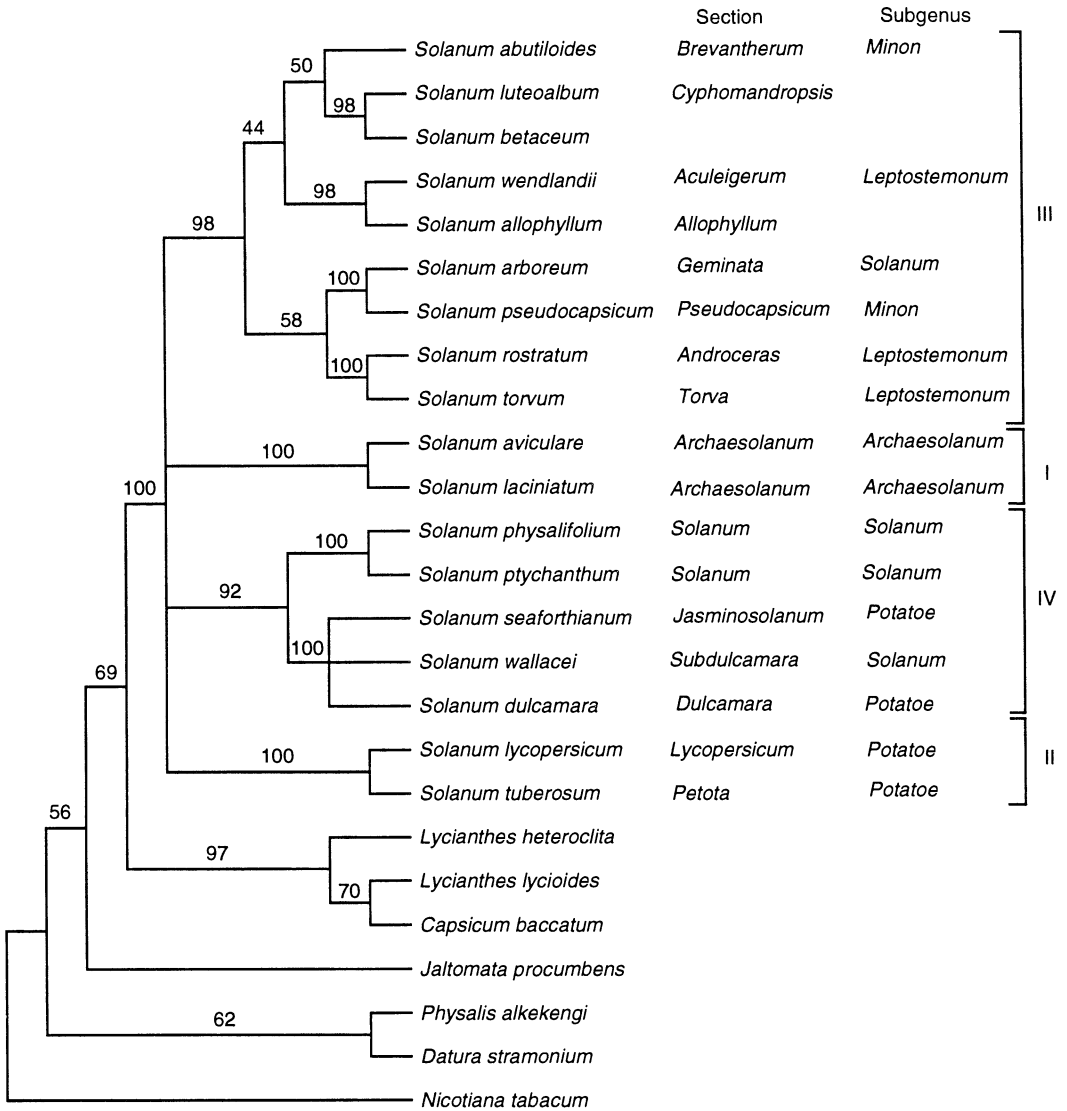 Section Subgenus
Solanum abutiloides Brevantherum Minon
50
Solanum luteoalbum Cyphomandropsis
98
44
Solanum betaceum
Solanum wendlandii Aculeigerum Leptostemonum
98
III
98
Solanum allophyllum Allophyllum
Solanum arboreum Geminata Solanum
100
Solanum pseudocapsicum Pseudocapsicum Minon
58
Solanum rostratum Androceras Leptostemonum
100
Solanum torvum Torva Leptostemonum
Solanum aviculare Archaesolanum Archaesolanum
100
I
100
Solanum laciniatum Archaesolanum Archaesolanum
Solanum physalifolium Solanum Solanum
100
Solanum ptychanthum Solanum Solanum
92
IV
Solanum seaforthianum Jasminosolanum Potatoe
100
Solanum wallacei Subdulcamara Solanum
69
Solanum dulcamara Dulcamara Potatoe
Solanum lycopersicum Lycopersicum Potatoe
100
II
Solanum tuberosum Petota Potatoe
56
Lycianthes heteroclita
97
Lycianthes lycioides
70
Capsicum baccatum
Jaltomata procumbens
Physalis alkekengi
62
Datura stramonium
Nicotiana tabacum